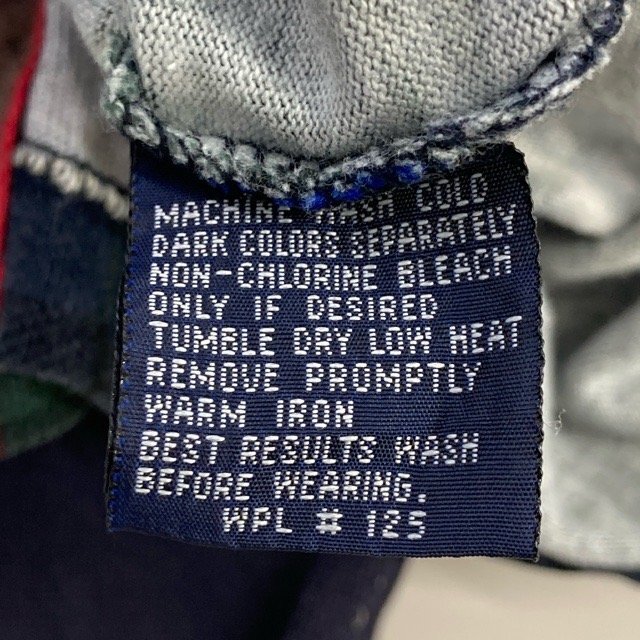 MACHINE WASH COLD
DARK COLORS SEPARATELY
NON-CHLORINE BLEACH
ONLY IF DESIRED
TUMBLE DRY LOW HEAT
REMOVE PROMPTLY
WARM IRON
BEST RESULTS WASH
BEFORE WEARING.
WPL # 125